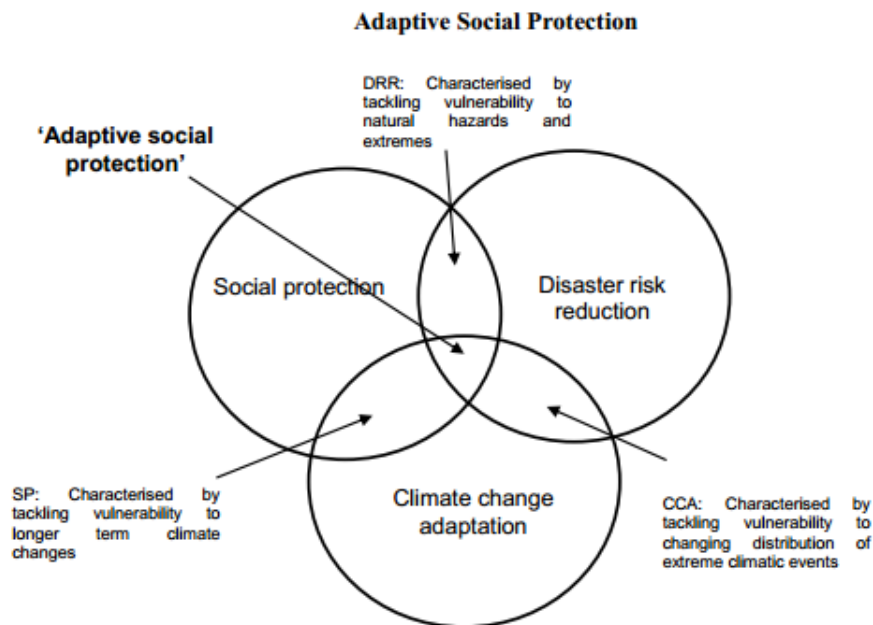 Adaptive Social Protection
DRR: Characterised by
tackling vulnerability to
natural hazards and
extremes
‘Adaptive social
protection’
Social protection
Disaster risk
reduction
SP: Characterised by
tackling vulnerability to
longer term climate
changes
Climate change
adaptation
CCA: Characterised by
tackling vulnerability to
changing distribution of
extreme climatic events